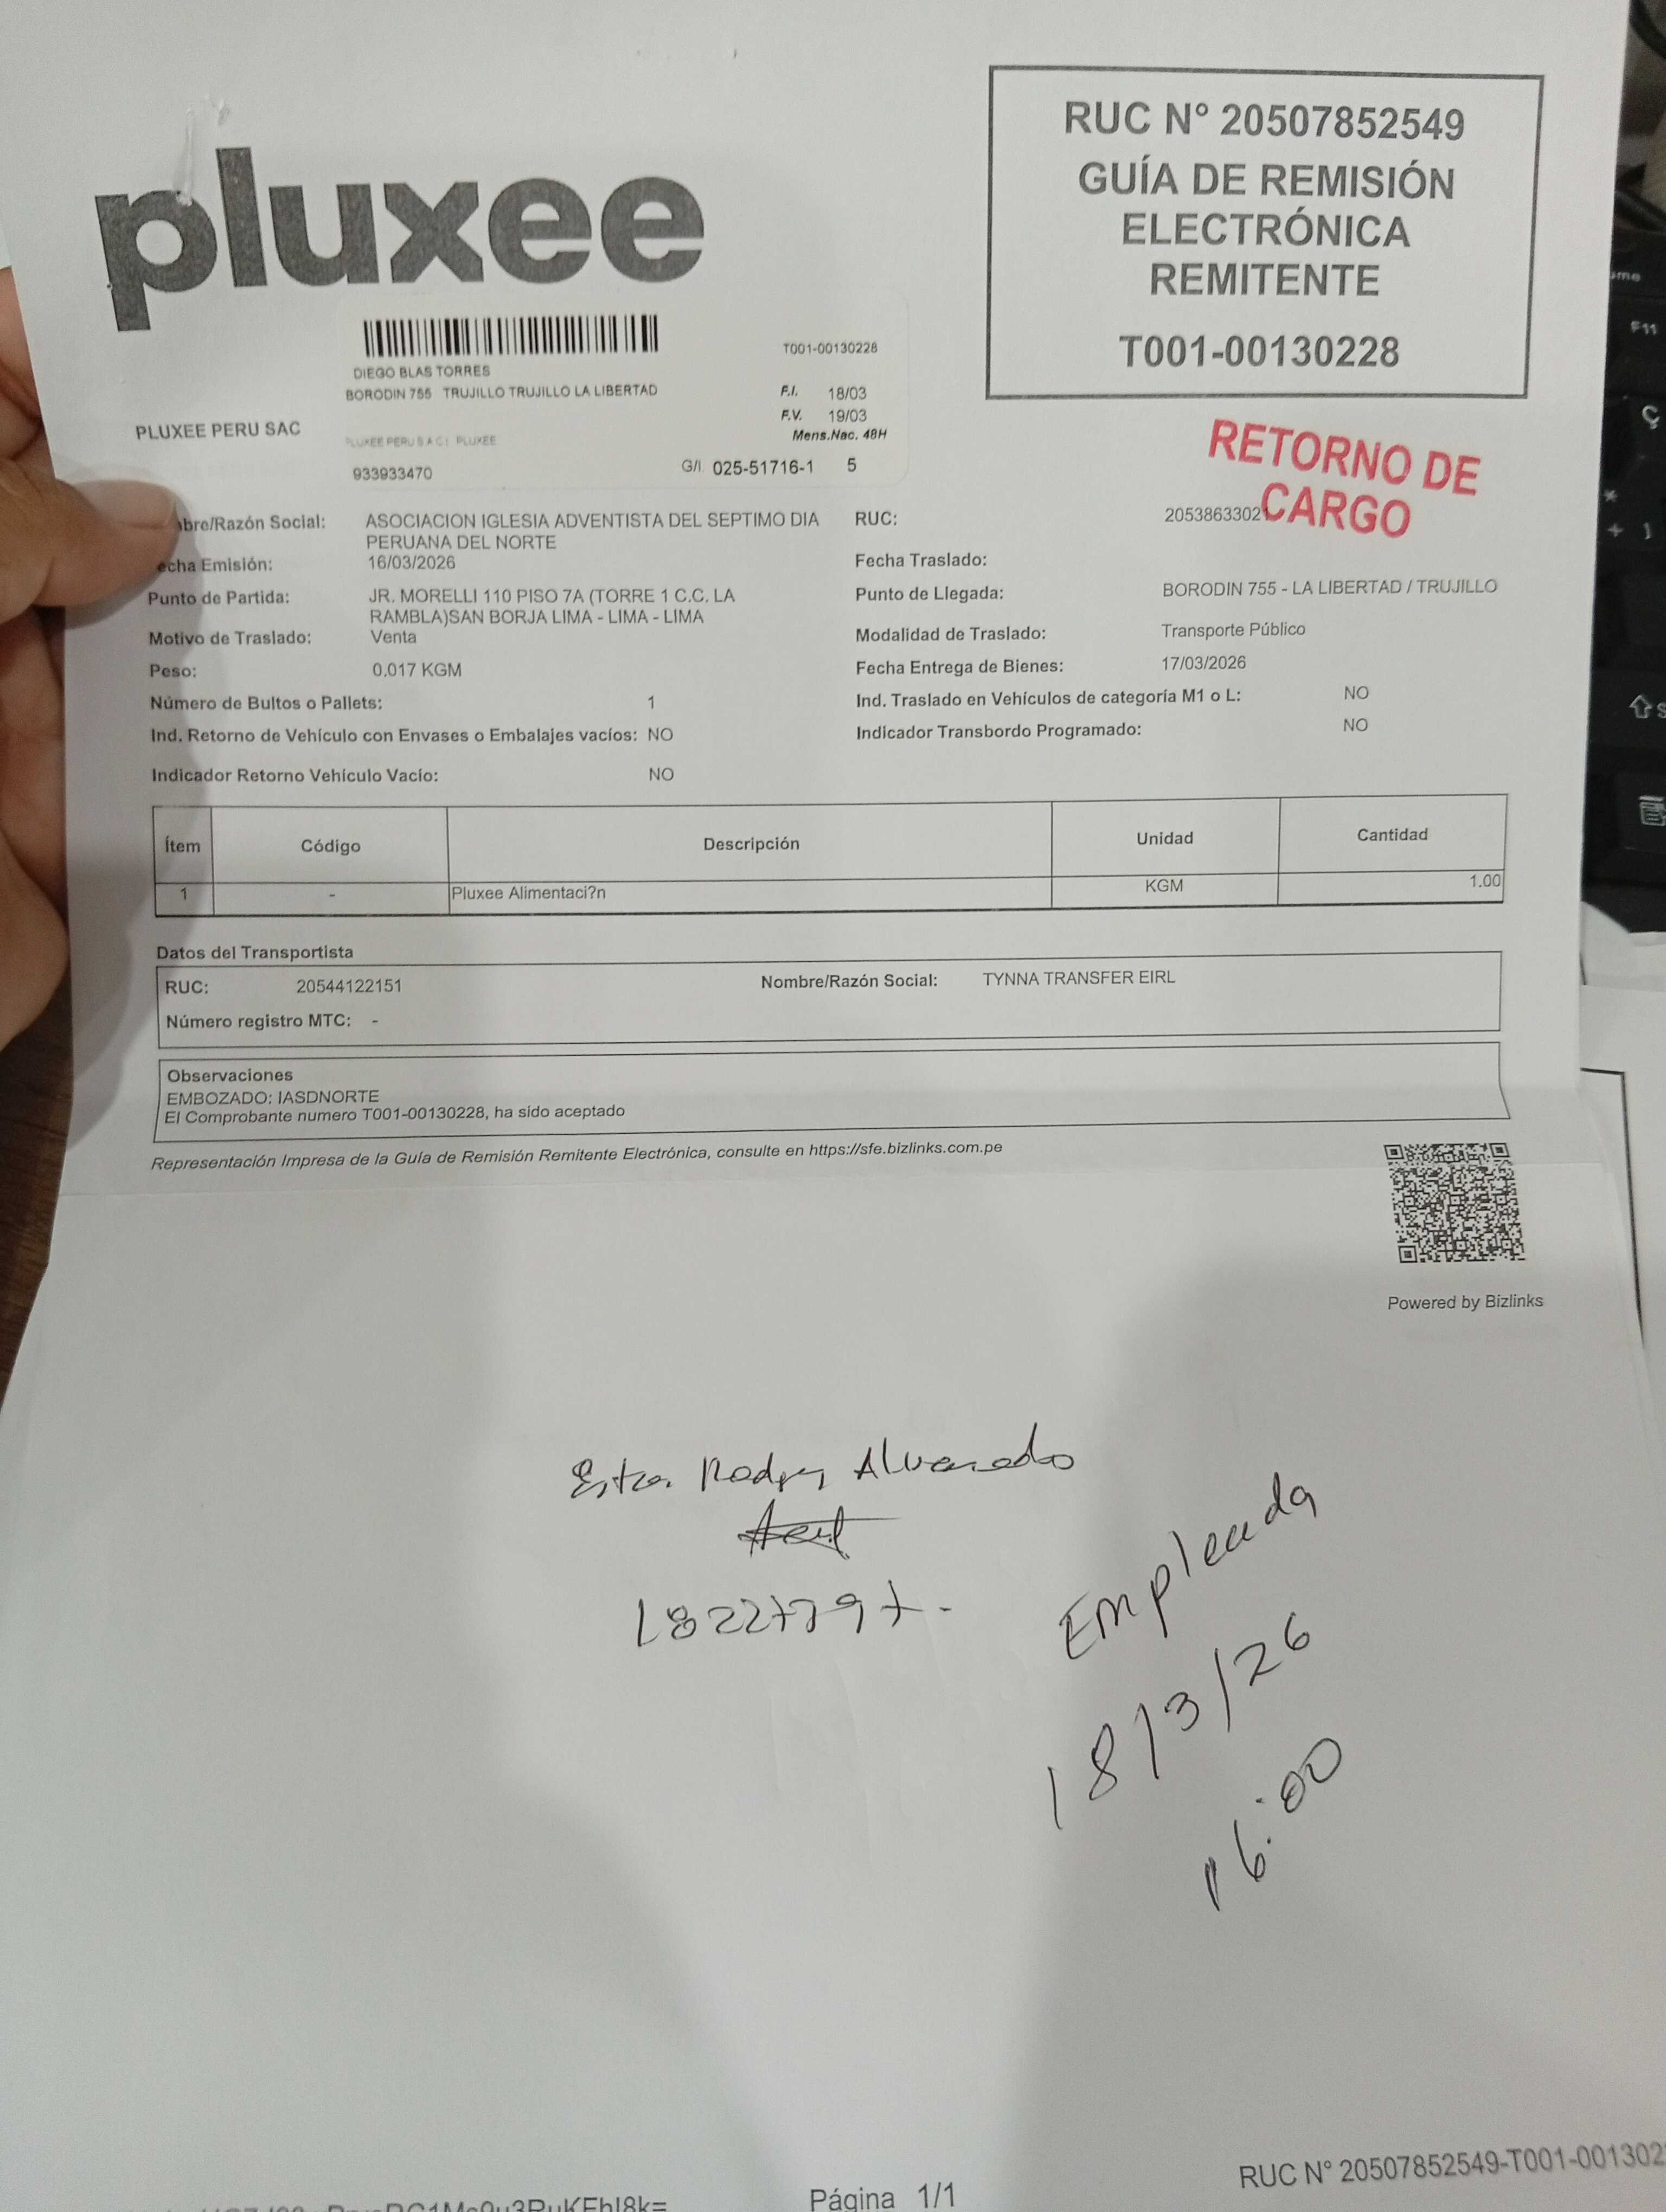 pluxee
RUC N° 20507852549
GUÍA DE REMISIÓN
ELECTRÓNICA
REMITENTE
T001-00130228
T001-00130228
DIEGO BLAS TORRES
BORODIN 755 TRUJILLO TRUJILLO LA LIBERTAD
F.I. 18/03
F.V. 19/03
Mens.Nac. 48H
PLUXEE PERU SAC
PLUXEE PERU S A C | PLUXEE
933933470
G/I. 025-51716-1 5
RETORNO DE
CARGO
bre/Razón Social: ASOCIACION IGLESIA ADVENTISTA DEL SEPTIMO DIA
PERUANA DEL NORTE
RUC: 20538633021
echa Emisión: 16/03/2026
Fecha Traslado:
Punto de Partida: JR. MORELLI 110 PISO 7A (TORRE 1 C.C. LA
RAMBLA)SAN BORJA LIMA - LIMA - LIMA
Punto de Llegada: BORODIN 755 - LA LIBERTAD / TRUJILLO
Motivo de Traslado: Venta
Modalidad de Traslado: Transporte Público
Peso: 0.017 KGM
Fecha Entrega de Bienes: 17/03/2026
Número de Bultos o Pallets: 1
Ind. Traslado en Vehículos de categoría M1 o L: NO
Ind. Retorno de Vehículo con Envases o Embalajes vacíos: NO
Indicador Transbordo Programado: NO
Indicador Retorno Vehículo Vacío: NO
Ítem Código Descripción Unidad Cantidad
1 - Pluxee Alimentaci?n KGM 1.00
Datos del Transportista
RUC: 20544122151 Nombre/Razón Social: TYNNA TRANSFER EIRL
Número registro MTC: -
Observaciones
EMBOZADO: IASDNORTE
El Comprobante numero T001-00130228, ha sido aceptado
Representación Impresa de la Guía de Remisión Remitente Electrónica, consulte en https://sfe.bizlinks.com.pe
Powered by Bizlinks
Alvarado
Empleada
18/3/26
16:00
RUC N° 20507852549-T001-001302
Página 1/1
F11